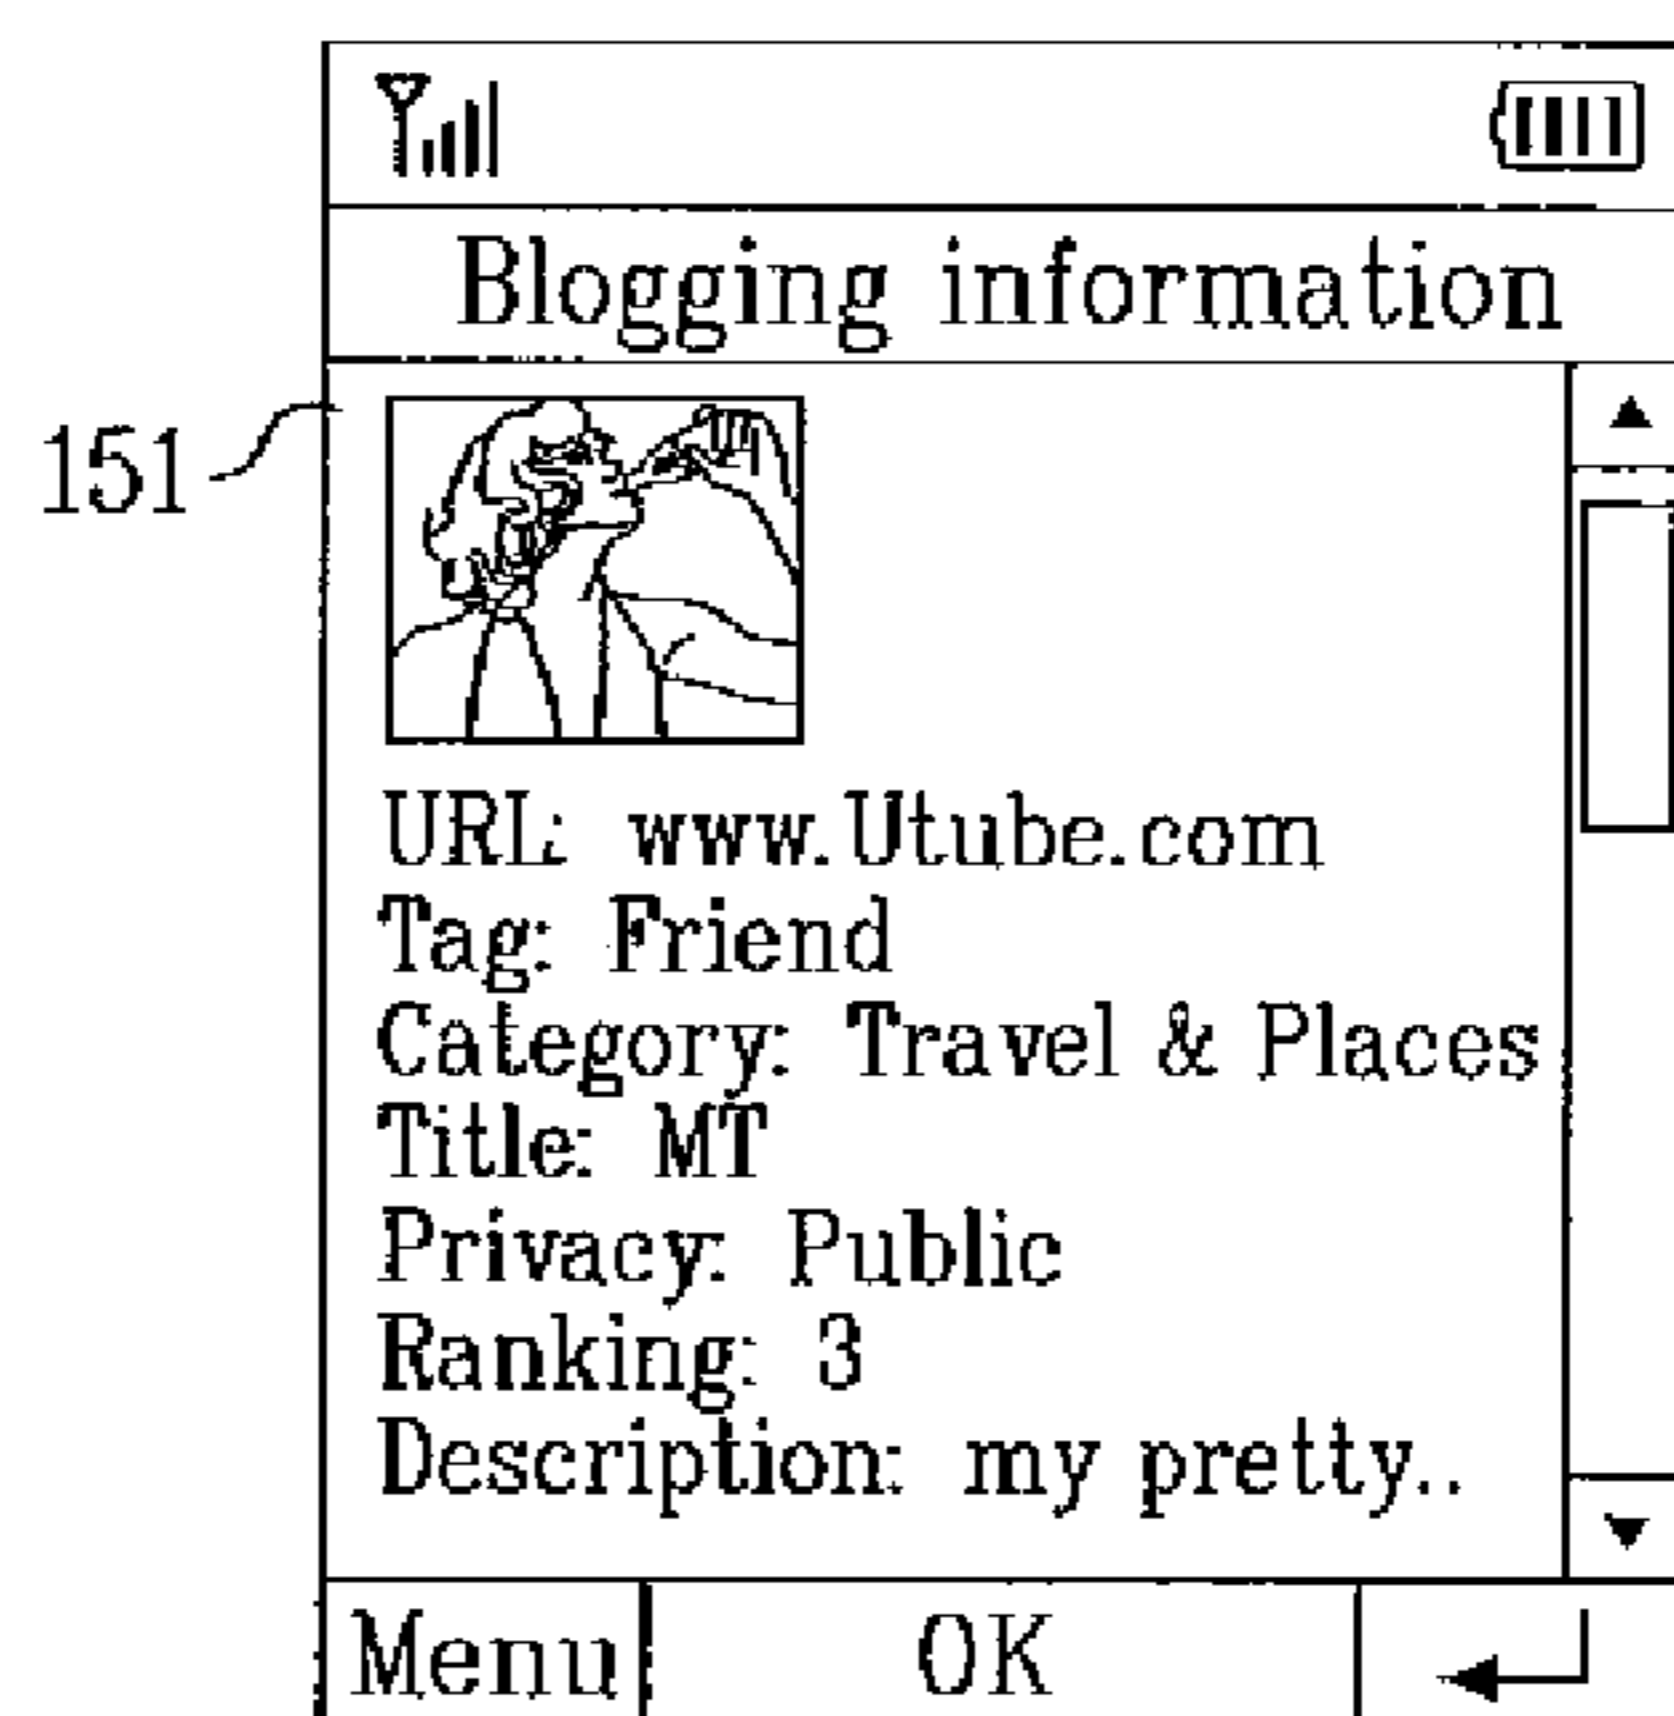 Blogging information
151
URL: www.Utube.com
Tag: Friend
Category: Travel & Places
Title: MT
Privacy: Public
Ranking: 3
Description: my pretty..
Menu OK